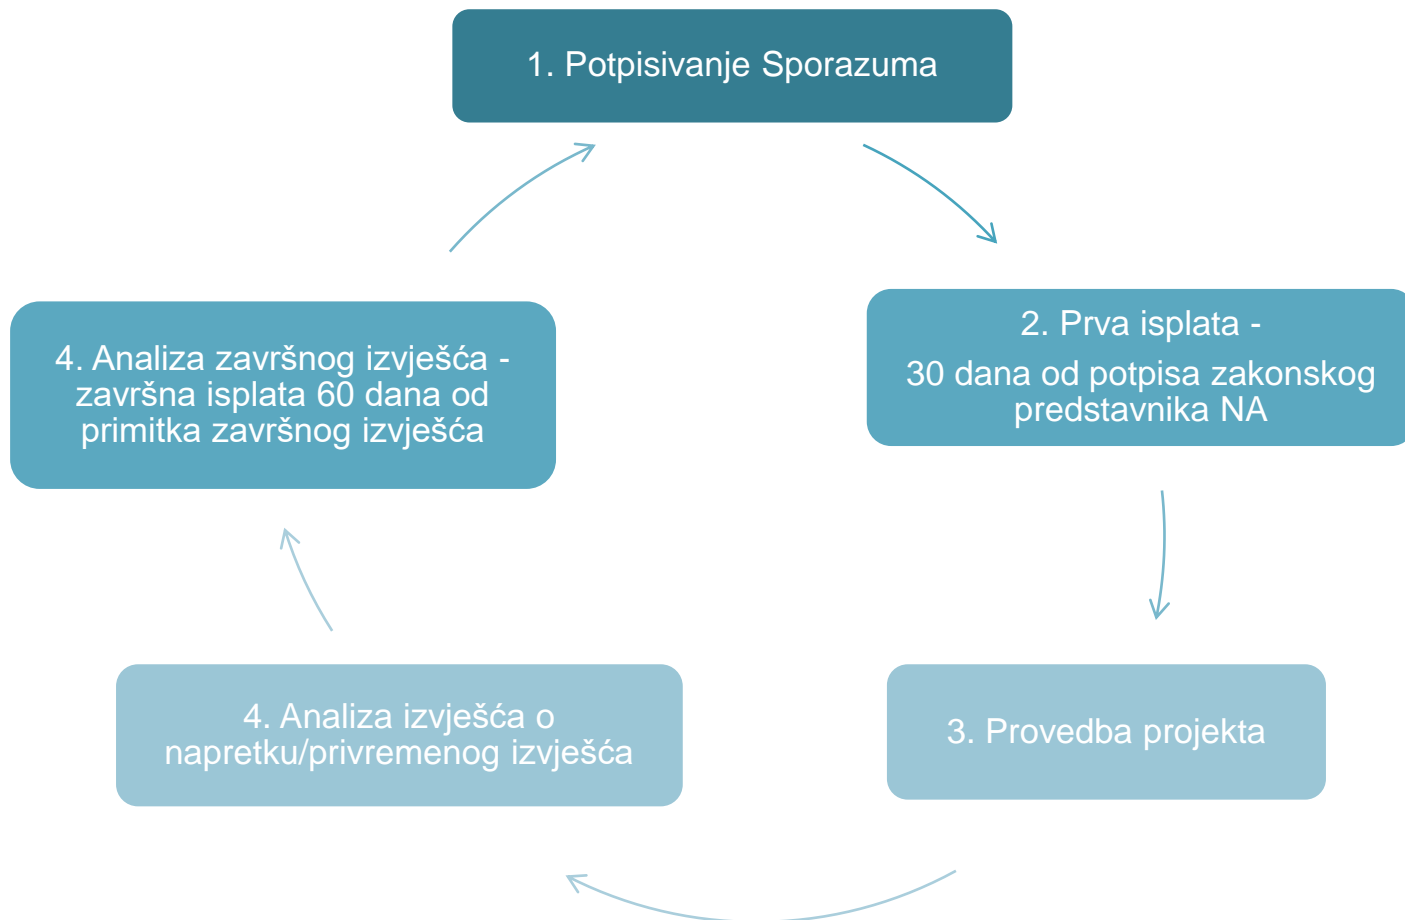 1. Potpisivanje Sporazuma
2. Prva isplata -
30 dana od potpisa zakonskog
predstavnika NA
3. Provedba projekta
4. Analiza izvješća o
napretku/privremenog izvješća
4. Analiza završnog izvješća -
završna isplata 60 dana od
primitka završnog izvješća